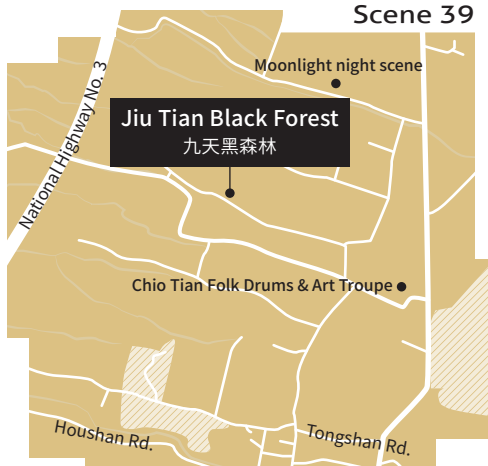 Scene 39
Moonlight night scene
National Highway No. 3
Jiu Tian Black Forest
九天黑森林
Chio Tian Folk Drums & Art Troupe
Houshan Rd.
Tongshan Rd.